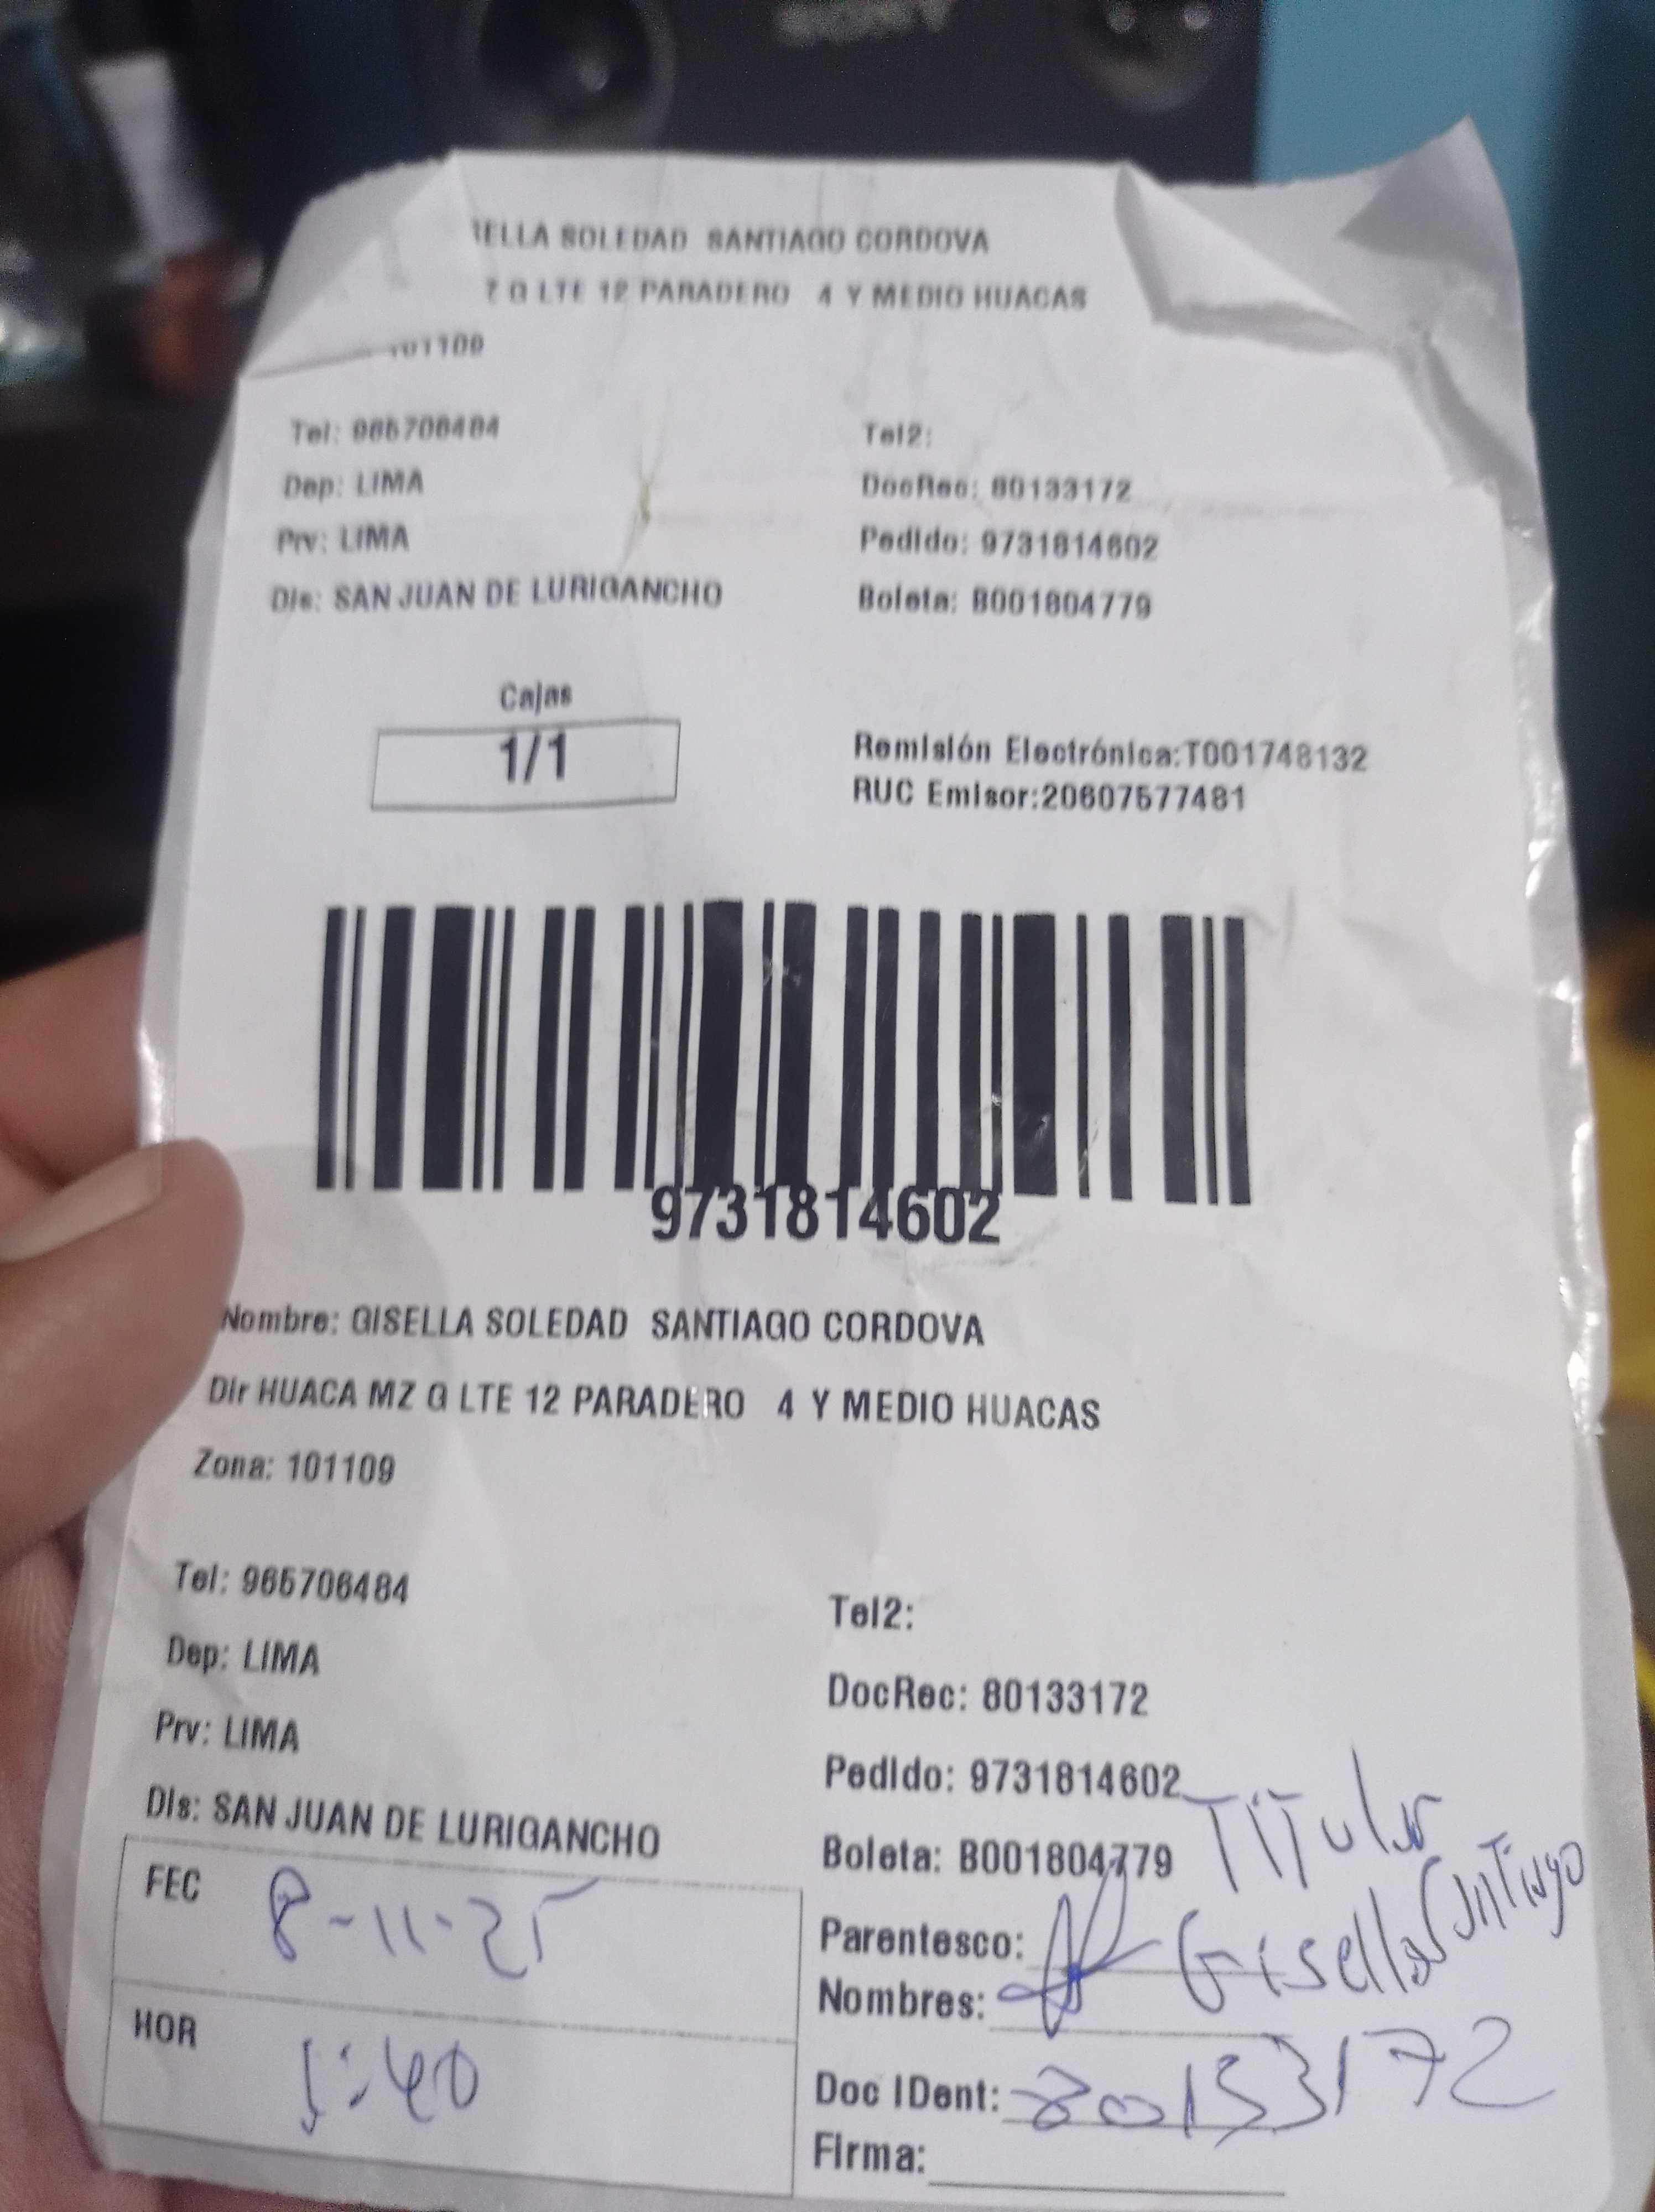 SONY
ELLA SOLEDAD SANTIAGO CORDOVA
Z G LTE 12 PARADERO 4 Y MEDIO HUACAS
101109
Tel: 965706484
Tel2:
Dep: LIMA
DocRec: 80133172
Prv: LIMA
Pedido: 9731814602
Dis: SAN JUAN DE LURIGANCHO
Boleta: B001804779
Cajas
1/1
Remisión Electrónica:T001748132
RUC Emisor:20607577481
9731814602
Nombre: GISELLA SOLEDAD SANTIAGO CORDOVA
Dir HUACA MZ G LTE 12 PARADERO 4 Y MEDIO HUACAS
Zona: 101109
Tel: 965706484
Tel2:
Dep: LIMA
DocRec: 80133172
Prv: LIMA
Pedido: 9731814602
Dis: SAN JUAN DE LURIGANCHO
Boleta: B001804779
Titular
FEC 8-11-25
Parentesco:
Nombres: Gisella Santiago
HOR :40
Doc IDent: 80133172
Firma: